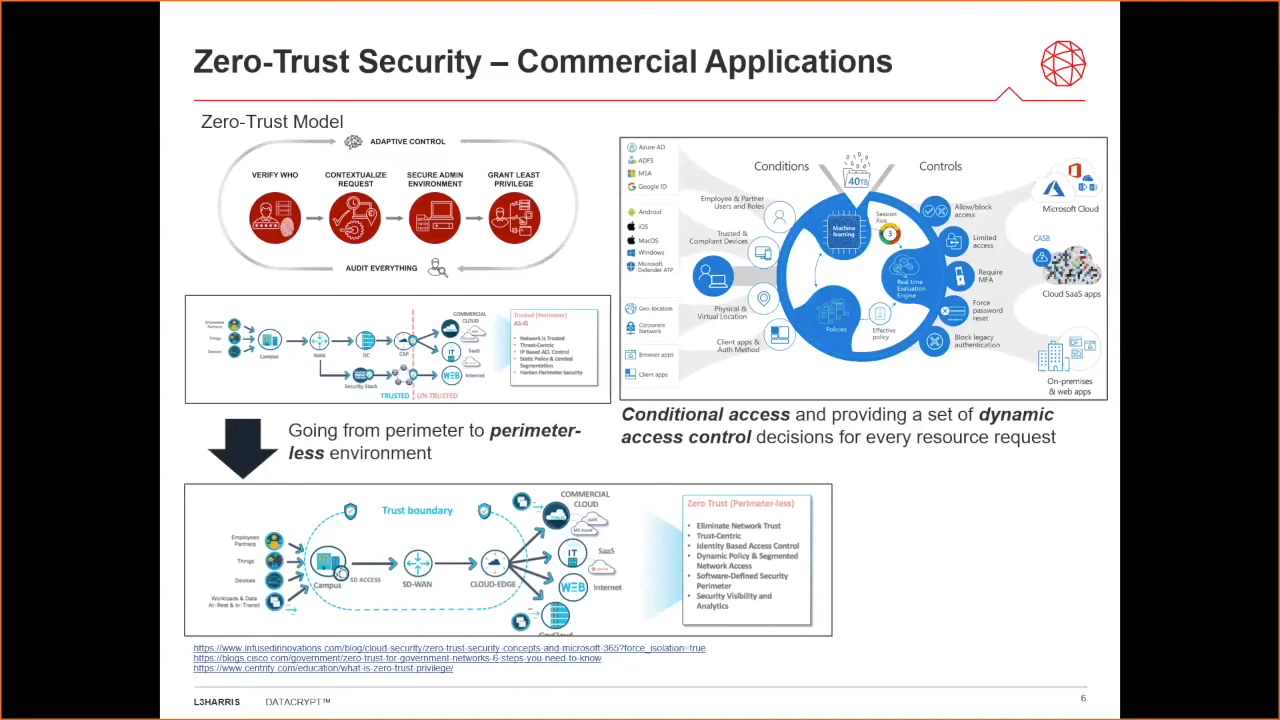 Zero-Trust Security – Commercial Applications
Zero-Trust Model
ADAPTIVE CONTROL
VERIFY WHO
CONTEXTUALIZE
REQUEST
SECURE ADMIN
ENVIRONMENT
GRANT LEAST
PRIVILEGE
AUDIT EVERYTHING
Employees
Partners
Things
Devices
Campus
WAN
DC
CAP
Security Stack
COMMERCIAL
CLOUD
IT
SaaS
WEB
Internet
TRUSTED
UN-TRUSTED
Trusted (Perimeter)
AS-IS
• Network is Trusted
• Threat-Centric
• IP Based ACL Control
• Static Policy & Limited
Segmentation
• Harden Perimeter Security
Azure AD
ADFS
MSA
Google ID
Android
iOS
MacOS
Windows
Microsoft
Defender ATP
Geo-location
Corporate
Network
Browser apps
Client apps
Conditions
Employee & Partner
Users and Roles
Trusted &
Compliant Devices
Physical &
Virtual Location
Client apps &
Auth Method
40TB
Machine
learning
Session
Risk
3
Real time
Evaluation
Engine
Policies
Effective
policy
Controls
Allow/block
access
Limited
access
Require
MFA
Force
password
reset
Block legacy
authentication
Microsoft Cloud
CASB
Cloud SaaS apps
On-premises
& web apps
Going from perimeter to perimeter-
less environment
Conditional access and providing a set of dynamic
access control decisions for every resource request
Trust boundary
Employees
Partners
Things
Devices
Workloads & Data
At-Rest & In-Transit
Campus
SD ACCESS
SD-WAN
CLOUD-EDGE
COMMERCIAL
CLOUD
MS Azure
IT
SaaS
WEB
Internet
GovCloud
Zero Trust (Perimeter-less)
• Eliminate Network Trust
• Trust-Centric
• Identity Based Access Control
• Dynamic Policy & Segmented
Network Access
• Software-Defined Security
Perimeter
• Security Visibility and
Analytics
https://www.infusedinnovations.com/blog/cloud-security/zero-trust-security-concepts-and-microsoft-365?force_isolation=true
https://blogs.cisco.com/government/zero-trust-for-government-networks-6-steps-you-need-to-know
https://www.centrify.com/education/what-is-zero-trust-privilege/
L3HARRIS
DATACRYPT™
6